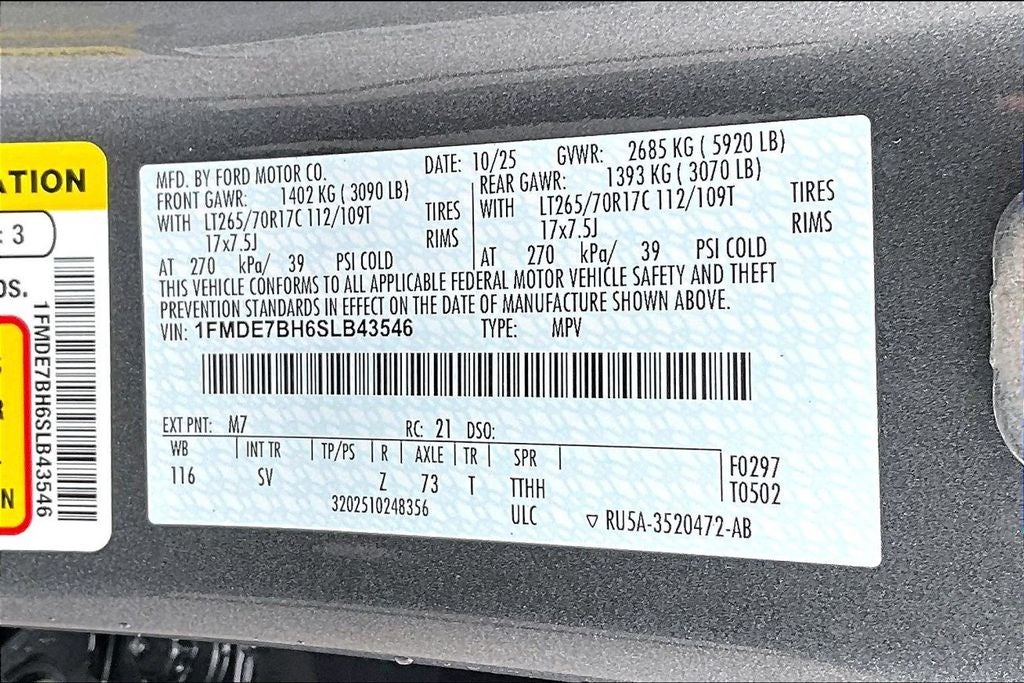 ATION
: 3
DS.
1FMDE7BH6SLB43546
R
N
MFD. BY FORD MOTOR CO. DATE: 10/25 GVWR: 2685 KG ( 5920 LB)
FRONT GAWR: 1402 KG ( 3090 LB) REAR GAWR: 1393 KG ( 3070 LB)
WITH LT265/70R17C 112/109T TIRES WITH LT265/70R17C 112/109T TIRES
17x7.5J RIMS 17x7.5J RIMS
AT 270 kPa/ 39 PSI COLD AT 270 kPa/ 39 PSI COLD
THIS VEHICLE CONFORMS TO ALL APPLICABLE FEDERAL MOTOR VEHICLE SAFETY AND THEFT
PREVENTION STANDARDS IN EFFECT ON THE DATE OF MANUFACTURE SHOWN ABOVE.
VIN: 1FMDE7BH6SLB43546 TYPE: MPV
EXT PNT: M7 RC: 21 DSO:
WB INT TR TP/PS R AXLE TR SPR F0297
116 SV Z 73 T TTHH T0502
3202510248356 ULC ▽ RU5A-3520472-AB